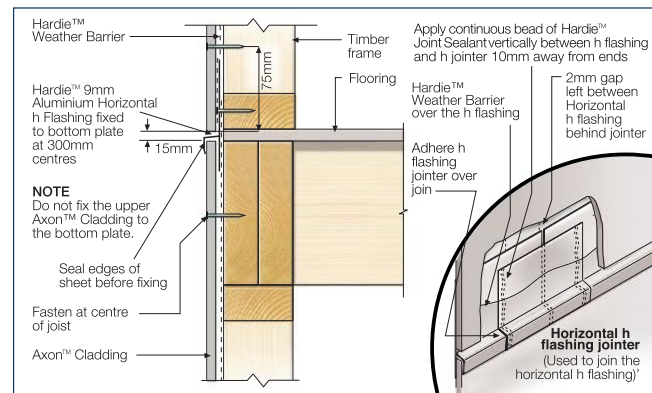 Hardie™
Weather Barrier
75mm
Timber
frame
Flooring
Hardie™ 9mm
Aluminium Horizontal
h Flashing fixed
to bottom plate
at 300mm
centres
15mm
NOTE
Do not fix the upper
Axon™ Cladding to
the bottom plate.
Seal edges of
sheet before fixing
Fasten at centre
of joist
Axon™ Cladding
Apply continuous bead of Hardie™
Joint Sealant vertically between h flashing
and h jointer 10mm away from ends
Hardie™
Weather Barrier
over the h flashing
2mm gap
left between
Horizontal
h flashing
behind jointer
Adhere h
flashing
jointer over
join
Horizontal h
flashing jointer
(Used to join the
horizontal h flashing)'